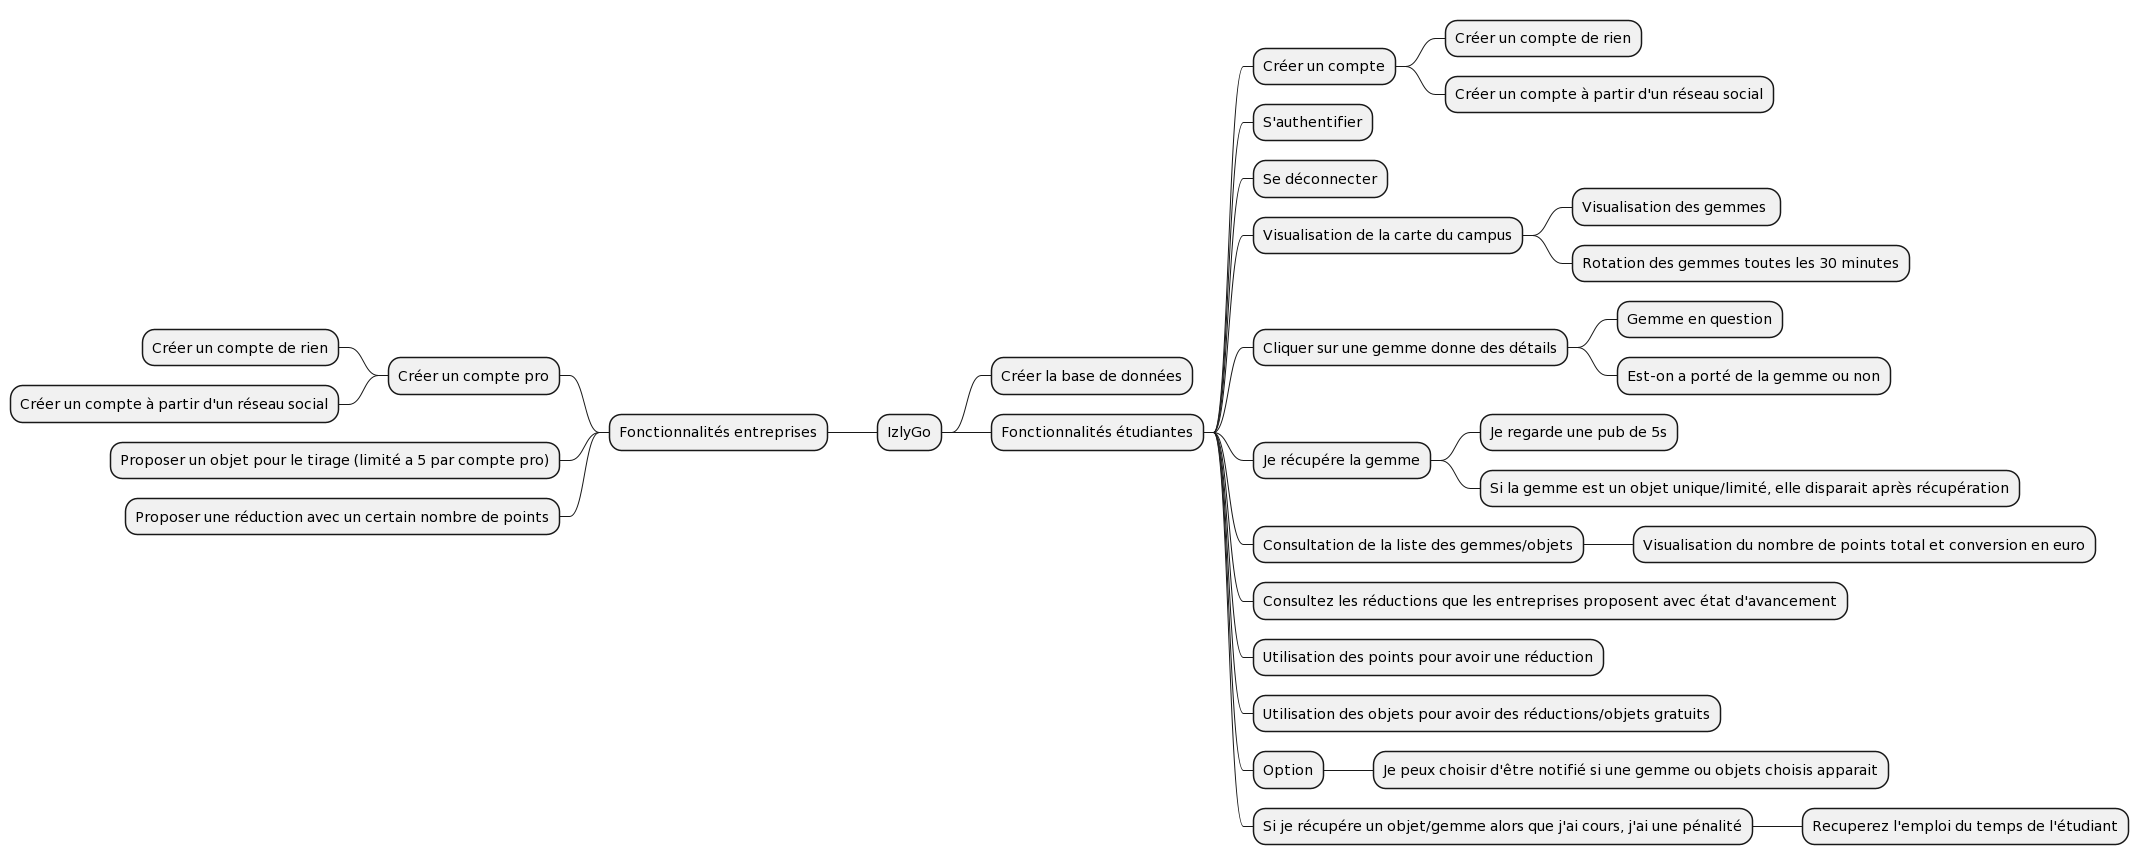 IzlyGo
Créer la base de données
Fonctionnalités étudiantes
Créer un compte
Créer un compte de rien
Créer un compte à partir d'un réseau social
S'authentifier
Se déconnecter
Visualisation de la carte du campus
Visualisation des gemmes
Rotation des gemmes toutes les 30 minutes
Cliquer sur une gemme donne des détails
Gemme en question
Est-on a porté de la gemme ou non
Je récupére la gemme
Je regarde une pub de 5s
Si la gemme est un objet unique/limité, elle disparait après récupération
Consultation de la liste des gemmes/objets
Visualisation du nombre de points total et conversion en euro
Consultez les réductions que les entreprises proposent avec état d'avancement
Utilisation des points pour avoir une réduction
Utilisation des objets pour avoir des réductions/objets gratuits
Option
Je peux choisir d'être notifié si une gemme ou objets choisis apparait
Si je récupére un objet/gemme alors que j'ai cours, j'ai une pénalité
Recuperez l'emploi du temps de l'étudiant
Fonctionnalités entreprises
Créer un compte pro
Créer un compte de rien
Créer un compte à partir d'un réseau social
Proposer un objet pour le tirage (limité a 5 par compte pro)
Proposer une réduction avec un certain nombre de points